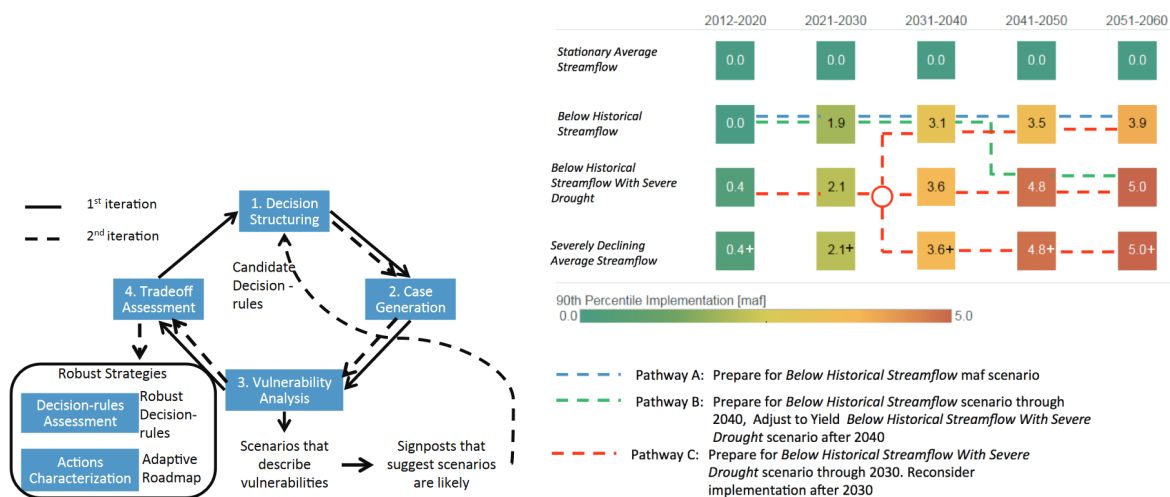 1st iteration
2nd iteration
1. Decision
Structuring
Candidate
Decision -
rules
4. Tradeoff
Assessment
2. Case
Generation
3. Vulnerability
Analysis
Robust Strategies
Decision-rules
Assessment
Robust
Decision-
rules
Actions
Characterization
Adaptive
Roadmap
Scenarios that
describe
vulnerabilities
Signposts that
suggest scenarios
are likely
2012-2020 2021-2030 2031-2040 2041-2050 2051-2060
Stationary Average
Streamflow
0.0 0.0 0.0 0.0 0.0
Below Historical
Streamflow
0.0 1.9 3.1 3.5 3.9
Below Historical
Streamflow With Severe
Drought
0.4 2.1 3.6 4.8 5.0
Severely Declining
Average Streamflow
0.4+ 2.1+ 3.6+ 4.8+ 5.0+
90th Percentile Implementation [maf]
0.0 5.0
Pathway A: Prepare for Below Historical Streamflow maf scenario
Pathway B: Prepare for Below Historical Streamflow scenario through
2040, Adjust to Yield Below Historical Streamflow With Severe
Drought scenario after 2040
Pathway C: Prepare for Below Historical Streamflow With Severe
Drought scenario through 2030. Reconsider
implementation after 2030